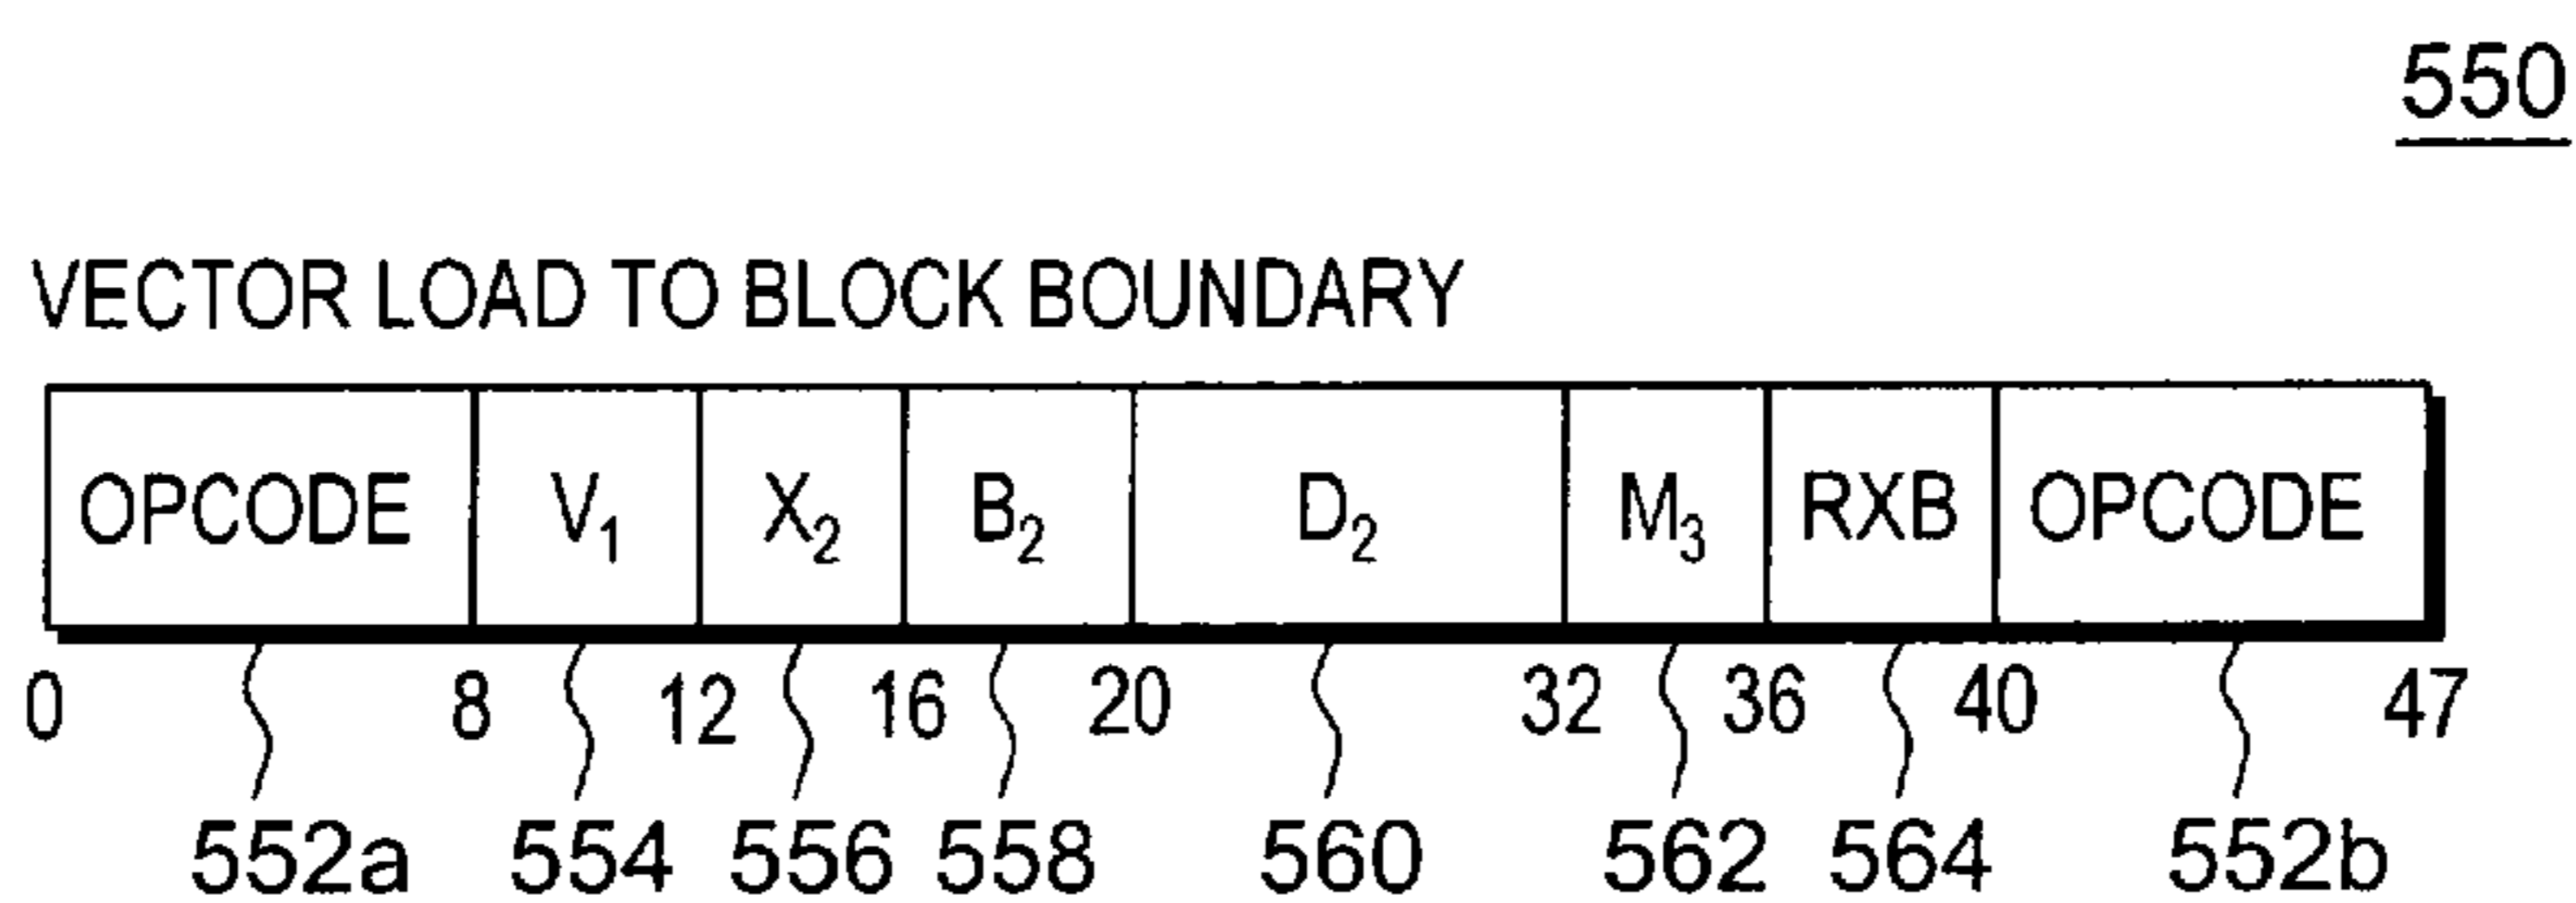 550
VECTOR LOAD TO BLOCK BOUNDARY
OPCODE V₁ X₂ B₂ D₂ M₃ RXB OPCODE
0 8 12 16 20 32 36 40 47
552a 554 556 558 560 562 564 552b